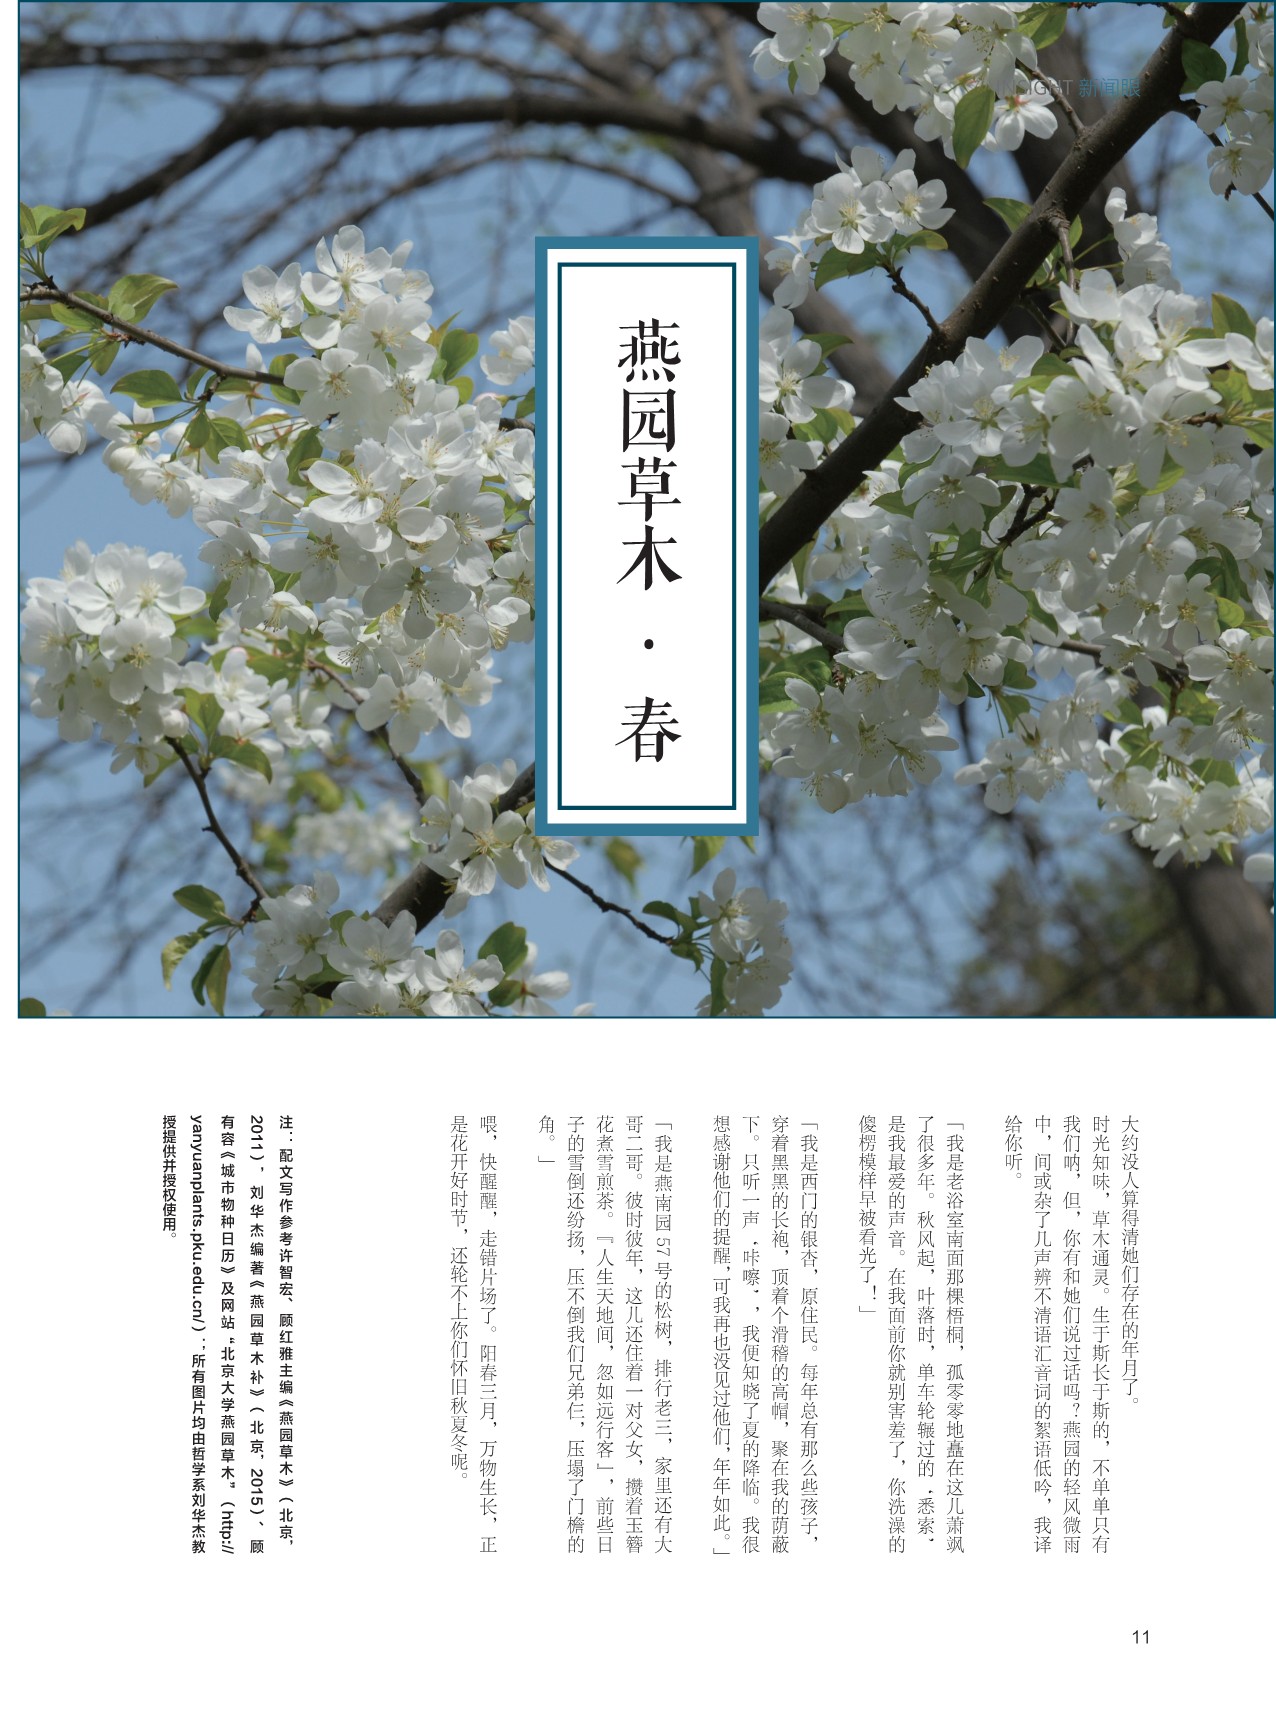 INSIGHT 新闻眼
燕园草木·春
大约没人算得清她们存在的年月了。
时光知味，草木通灵。生于斯长于斯的，不单单只有
我们呐，但，你有和她们说过话吗？燕园的轻风微雨
中，间或杂了几声辨不清语汇音词的絮语低吟，我译
给你听。
「我是老浴室南面那棵梧桐，孤零零地矗在这儿萧飒
了很多年。秋风起，叶落时，单车轮辗过的‘悉索’
是我最爱的声音。在我面前你就别害羞了，你洗澡的
傻楞模样早被看光了！」
「我是西门的银杏，原住民。每年总有那么些孩子，
穿着黑黑的长袍，顶着个滑稽的高帽，聚在我的荫蔽
下。只听一声‘咔嚓’，我便知晓了夏的降临。我很
想感谢他们的提醒，可我再也没见过他们，年年如此。」
「我是燕南园57号的松树，排行老三，家里还有大
哥二哥。彼时彼年，这儿还住着一对父女，攒着玉簪
花煮雪煎茶。『人生天地间，忽如远行客』，前些日
子的雪倒还纷扬，压不倒我们兄弟仨，压塌了门檐的
角。」
喂，快醒醒，走错片场了。阳春三月，万物生长，正
是花开好时节，还轮不上你们怀旧秋夏冬呢。
注：配文写作参考许智宏、顾红雅主编《燕园草木》（北京，
2011），刘华杰编著《燕园草木补》（北京，2015）、顾
有容《城市物种日历》及网站“北京大学燕园草木”（http://
yanyuanplants.pku.edu.cn/）；所有图片均由哲学系刘华杰教
授提供并授权使用。
11